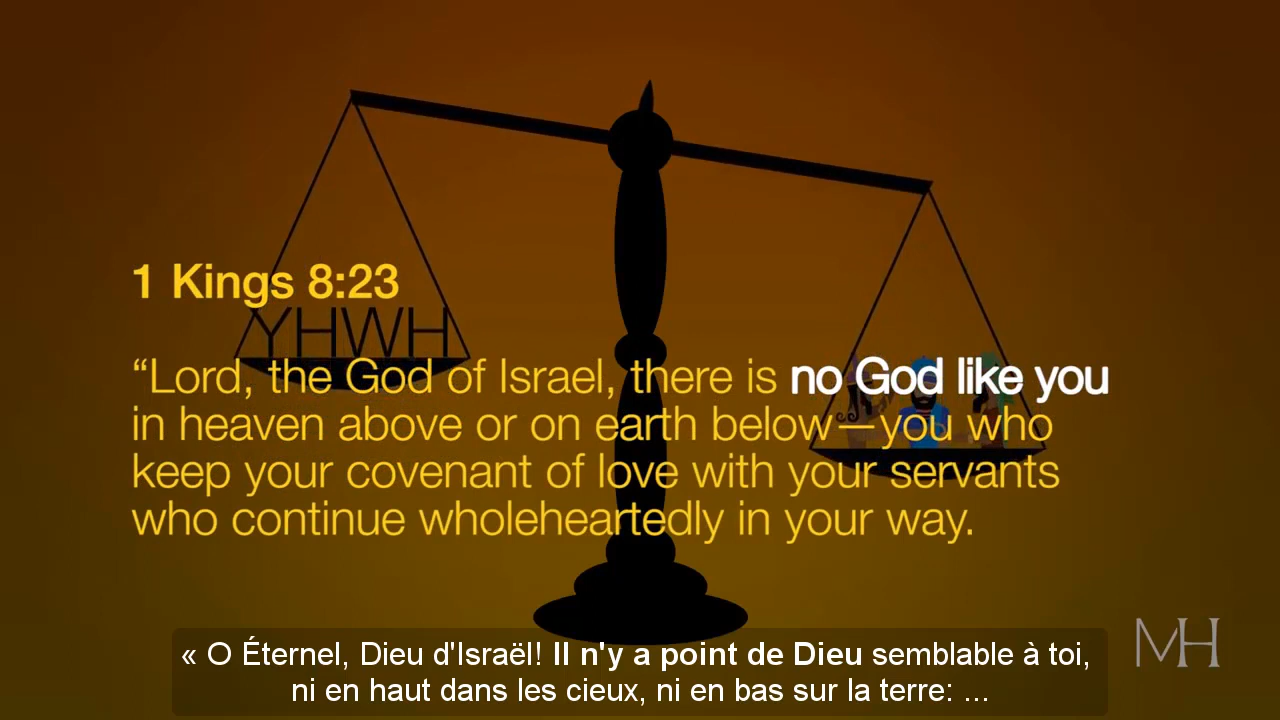 1 Kings 8:23
YHWH
“Lord, the God of Israel, there is no God like you
in heaven above or on earth below—you who
keep your covenant of love with your servants
who continue wholeheartedly in your way.
MH
« O Éternel, Dieu d'Israël! Il n'y a point de Dieu semblable à toi,
ni en haut dans les cieux, ni en bas sur la terre: ...